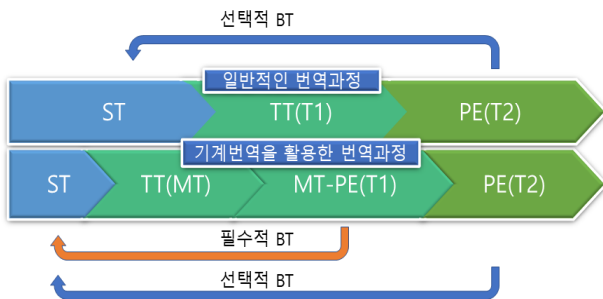 선택적 BT
일반적인 번역과정
ST TT(T1) PE(T2)
기계번역을 활용한 번역과정
ST TT(MT) MT-PE(T1) PE(T2)
필수적 BT
선택적 BT